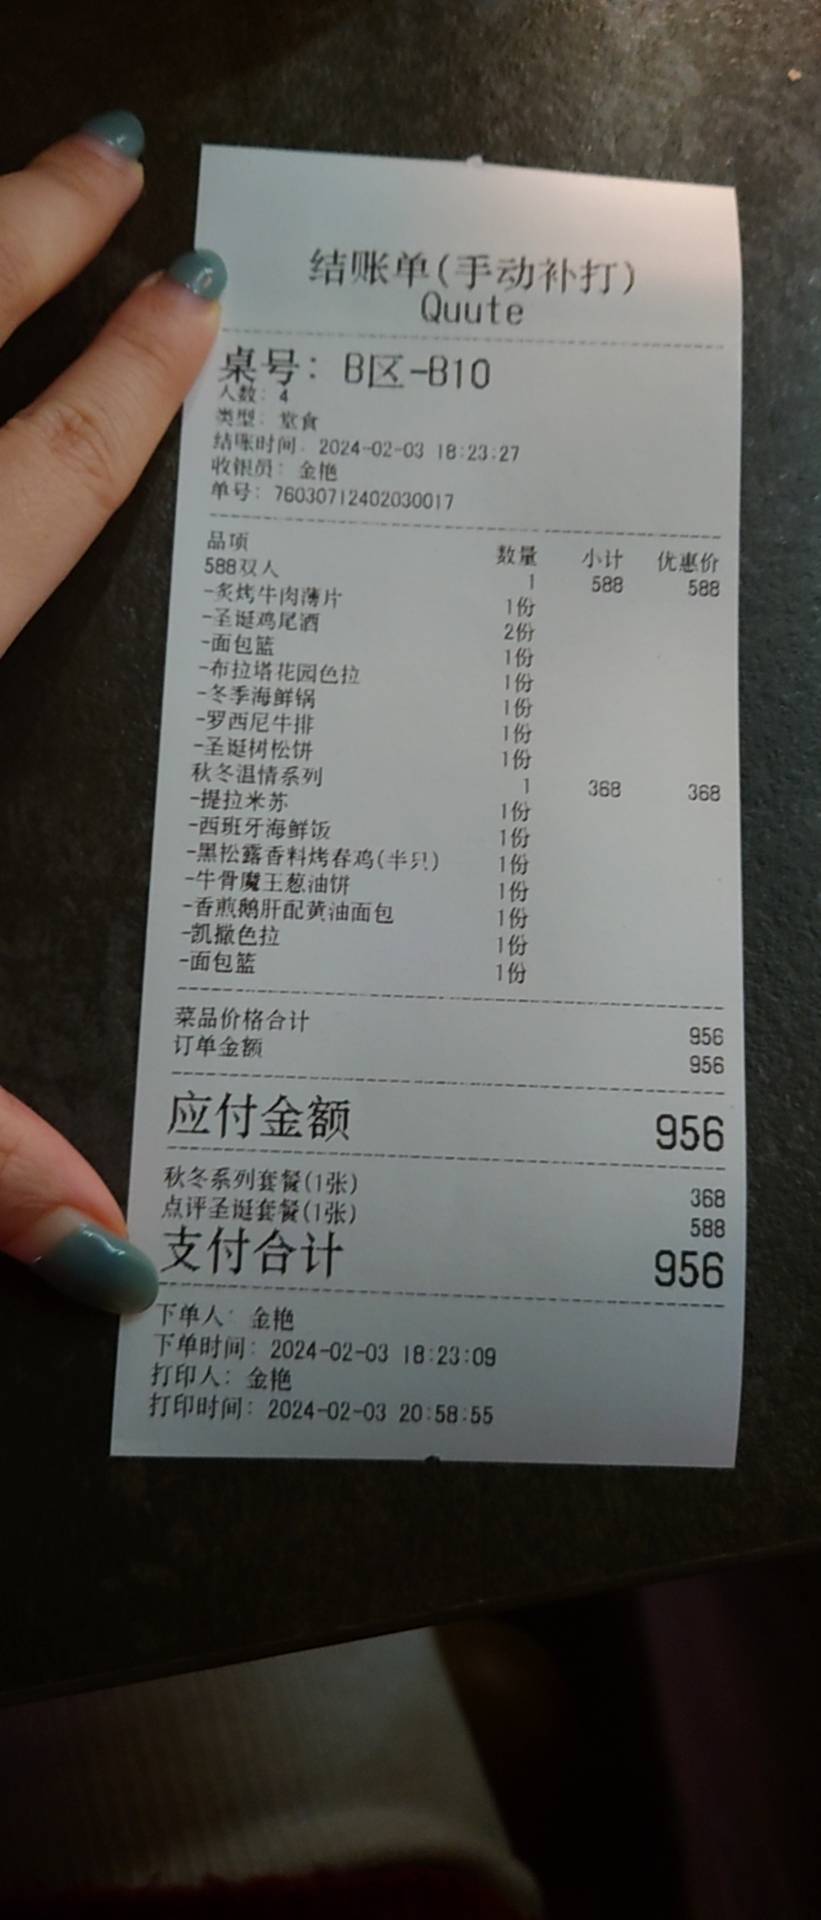 结账单(手动补打)
Quute
桌号: B区-B10
人数: 4
类型: 堂食
结账时间: 2024-02-03 18:23:27
收银员: 金艳
单号: 76030712402030017
品项 数量 小计 优惠价
588双人 1 588 588
-炙烤牛肉薄片 1份
-圣诞鸡尾酒 2份
-面包篮 1份
-布拉塔花园色拉 1份
-冬季海鲜锅 1份
-罗西尼牛排 1份
-圣诞树松饼 1份
秋冬温情系列 1 368 368
-提拉米苏 1份
-西班牙海鲜饭 1份
-黑松露香料烤春鸡(半只) 1份
-牛骨魔王葱油饼 1份
-香煎鹅肝配黄油面包 1份
-凯撒色拉 1份
-面包篮 1份
菜品价格合计 956
订单金额 956
应付金额 956
秋冬系列套餐(1张) 368
点评圣诞套餐(1张) 588
支付合计 956
下单人: 金艳
下单时间: 2024-02-03 18:23:09
打印人: 金艳
打印时间: 2024-02-03 20:58:55